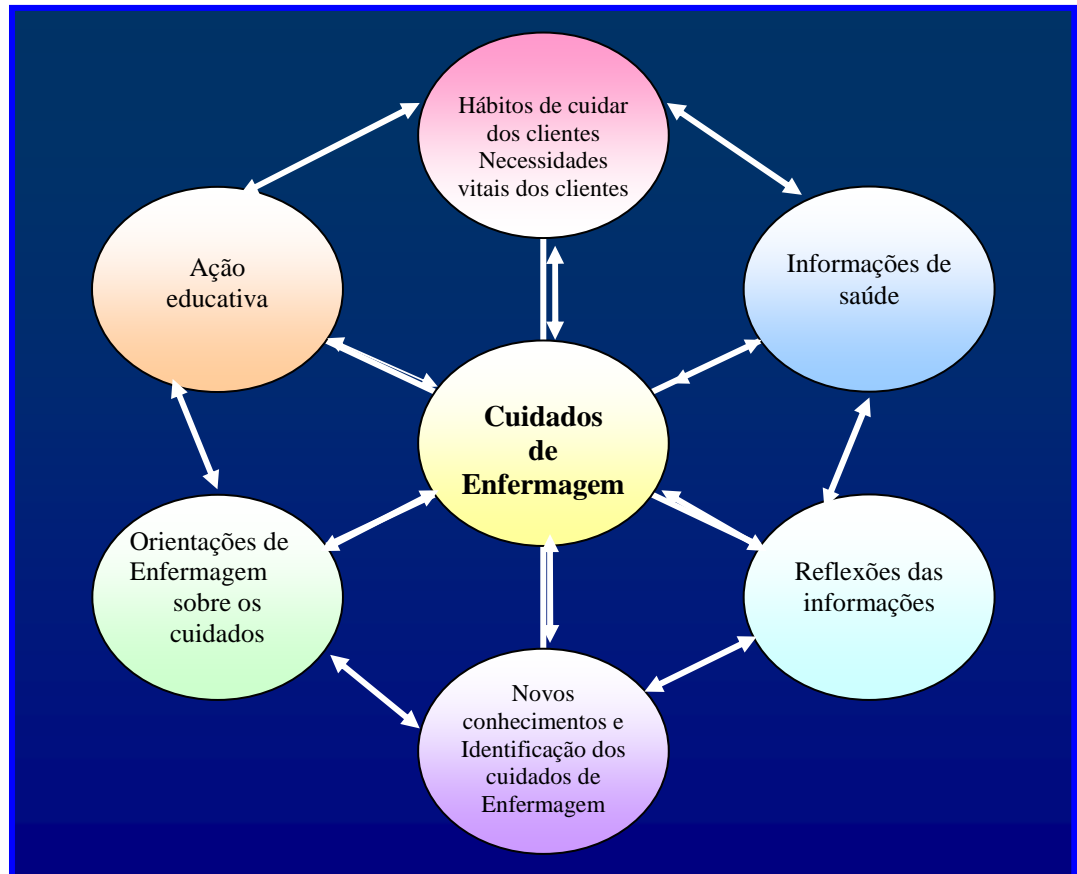 Hábitos de cuidar
dos clientes
Necessidades
vitais dos clientes
Ação
educativa
Informações de
saúde
Cuidados
de
Enfermagem
Orientações de
Enfermagem
sobre os
cuidados
Reflexões das
informações
Novos
conhecimentos e
Identificação dos
cuidados de
Enfermagem